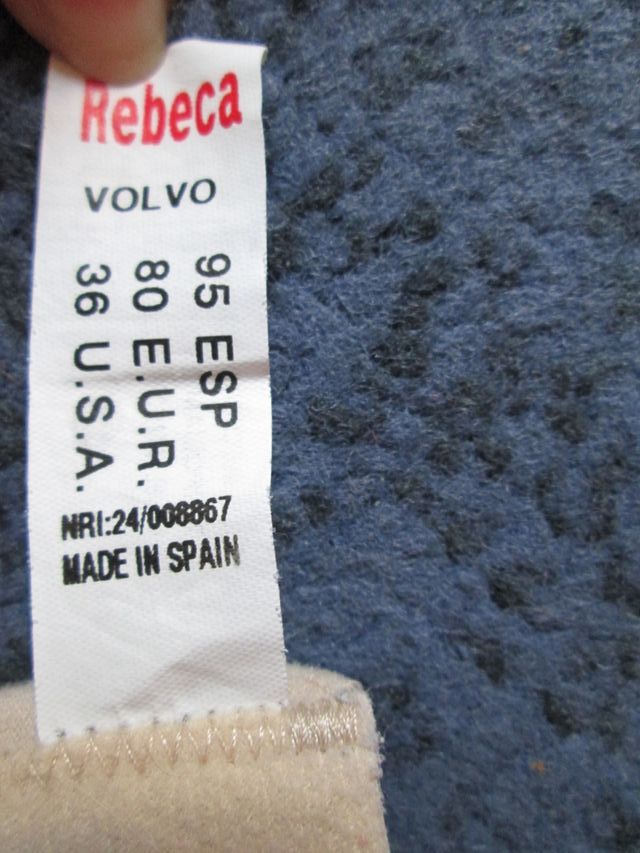 Rebeca
VOLVO
95 ESP
80 E.U.R.
36 U.S.A.
NRI:24/008867
MADE IN SPAIN